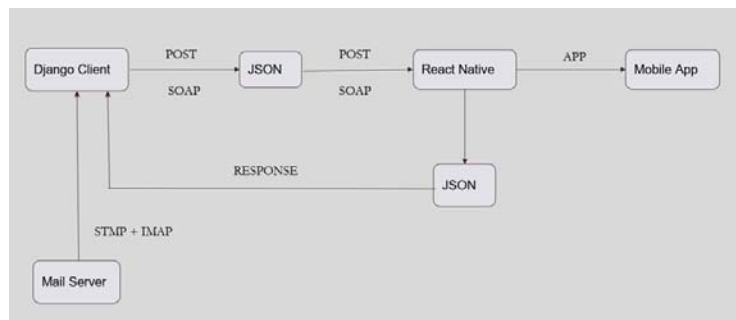 POST
POST
APP
Django Client
JSON
React Native
Mobile App
SOAP
SOAP
RESPONSE
JSON
STMP + IMAP
Mail Server